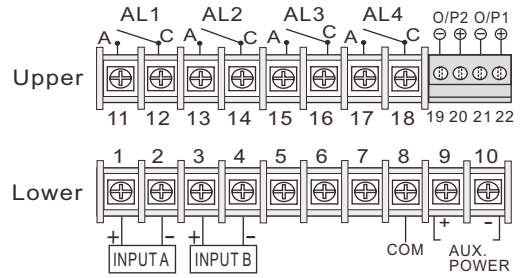 AL1 AL2 AL3 AL4 O/P2 O/P1
A C A C A C A C ⊖ ⊕ ⊖ ⊕
Upper
11 12 13 14 15 16 17 18 19 20 21 22
1 2 3 4 5 6 7 8 9 10
Lower
+ − + − + -
INPUT A INPUT B COM AUX.
POWER